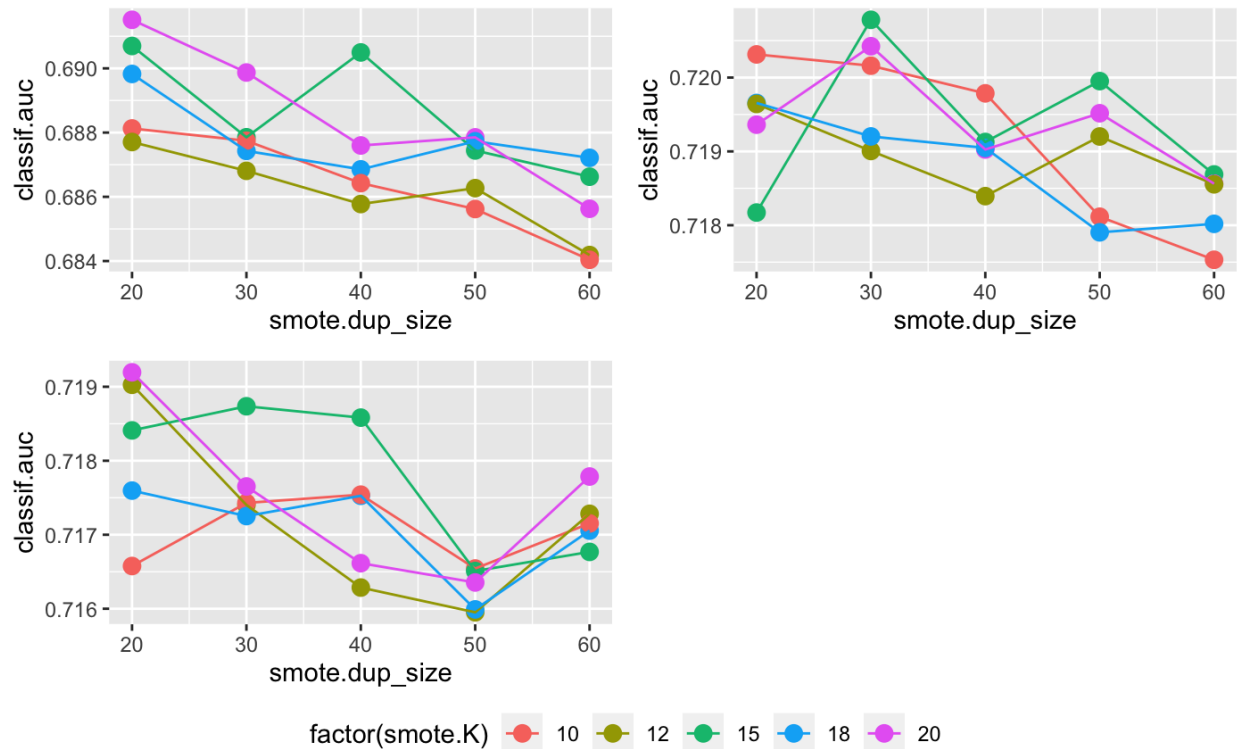 classif.auc
0.690
0.688
0.686
0.684
20 30 40 50 60
smote.dup_size
classif.auc
0.720
0.719
0.718
20 30 40 50 60
smote.dup_size
classif.auc
0.719
0.718
0.717
0.716
20 30 40 50 60
smote.dup_size
factor(smote.K) 10 12 15 18 20